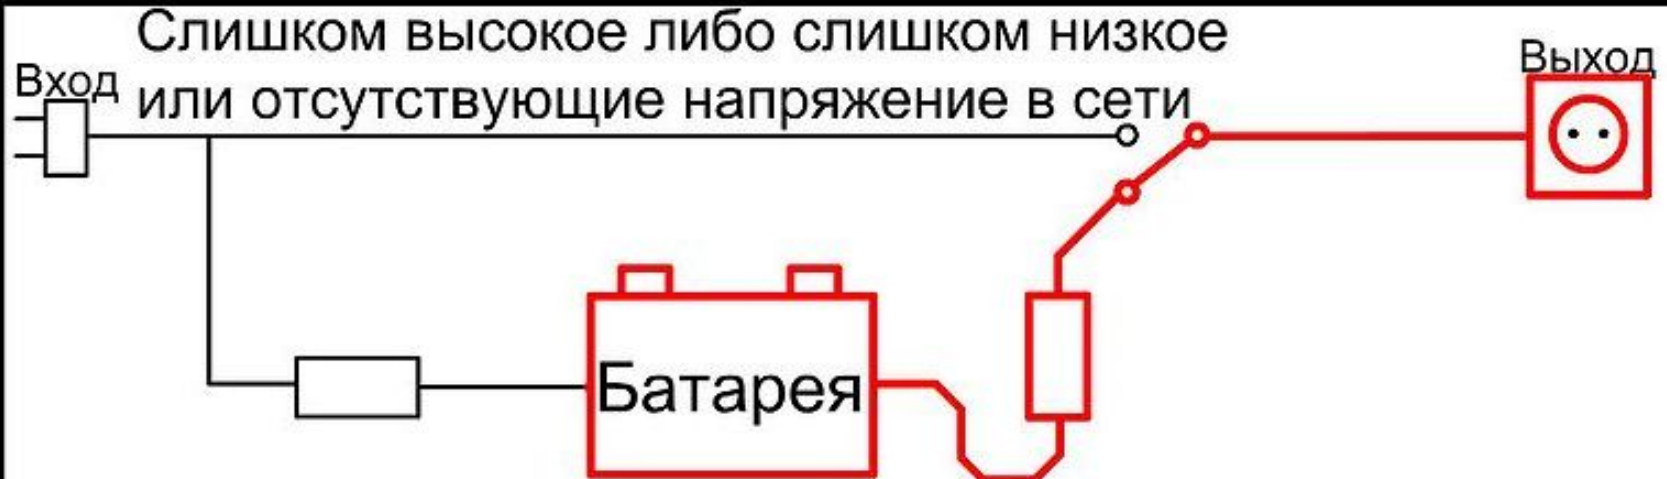 Слишком высокое либо слишком низкое
или отсутствующие напряжение в сети
Вход
Выход
Батарея